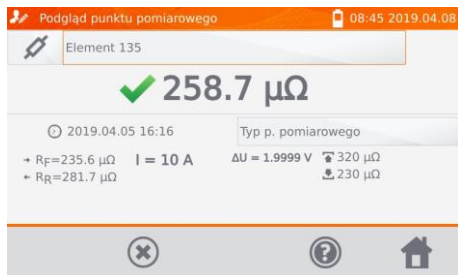 Podgląd punktu pomiarowego 08:45 2019.04.08
Element 135
258.7 μΩ
2019.04.05 16:16 Typ p. pomiarowego
→ RF=235.6 μΩ I = 10 A ΔU = 1.9999 V 320 μΩ
← RR=281.7 μΩ 230 μΩ
?